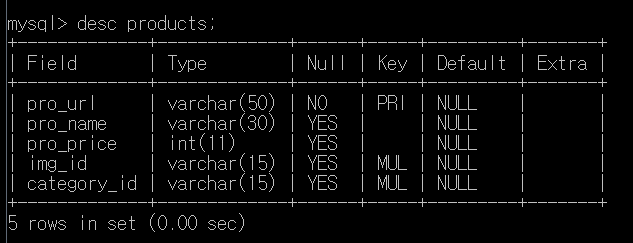 mysql> desc products;
+-------------+-------------+------+-----+---------+-------+
| Field       | Type        | Null | Key | Default | Extra |
+-------------+-------------+------+-----+---------+-------+
| pro_url     | varchar(50) | NO   | PRI | NULL    |       |
| pro_name    | varchar(30) | YES  |     | NULL    |       |
| pro_price   | int(11)     | YES  |     | NULL    |       |
| img_id      | varchar(15) | YES  | MUL | NULL    |       |
| category_id | varchar(15) | YES  | MUL | NULL    |       |
+-------------+-------------+------+-----+---------+-------+
5 rows in set (0.00 sec)